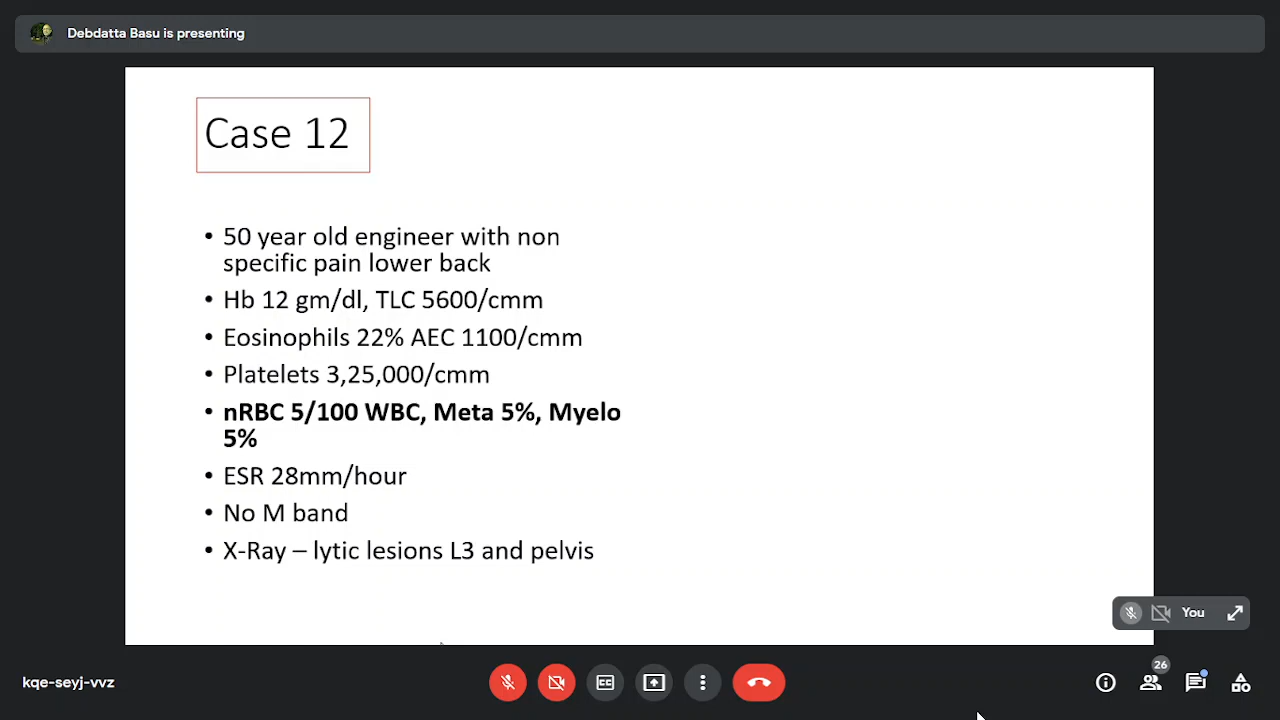 Debdatta Basu is presenting
Case 12
• 50 year old engineer with non
specific pain lower back
• Hb 12 gm/dl, TLC 5600/cmm
• Eosinophils 22% AEC 1100/cmm
• Platelets 3,25,000/cmm
• nRBC 5/100 WBC, Meta 5%, Myelo
5%
• ESR 28mm/hour
• No M band
• X-Ray – lytic lesions L3 and pelvis
You
26
kqe-seyj-vvz
CC